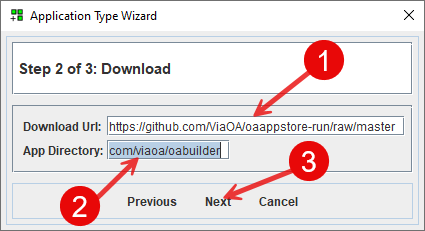 Application Type Wizard
1
Step 2 of 3: Download
Download Url: https://github.com/ViaOA/oaappstore-run/raw/master
App Directory: com/viaoa/oabuilder
2
3
Previous Next Cancel